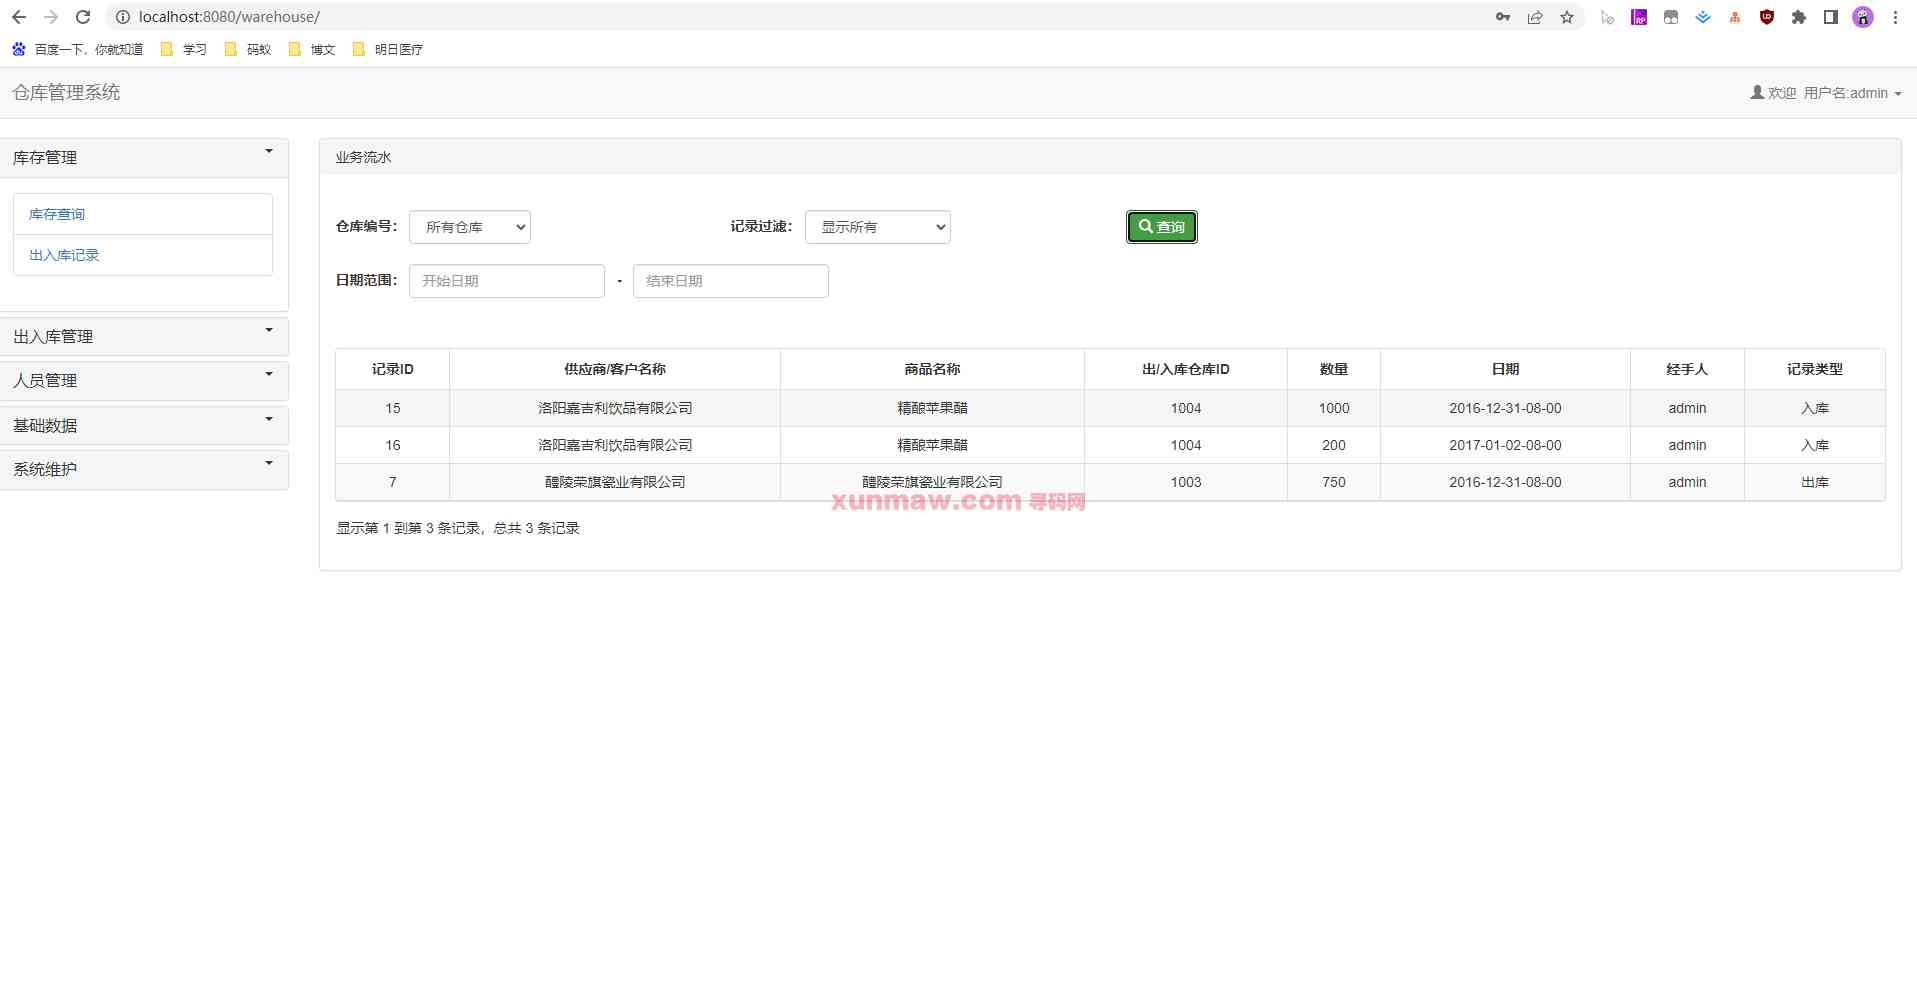 localhost:8080/warehouse/
百度一下，你就知道 学习 码蚁 博文 明日医疗
仓库管理系统
欢迎 用户名:admin
库存管理
库存查询
出入库记录
出入库管理
人员管理
基础数据
系统维护
业务流水
仓库编号： 所有仓库 记录过滤： 显示所有 查询
日期范围： 开始日期 - 结束日期
记录ID 供应商/客户名称 商品名称 出/入库仓库ID 数量 日期 经手人 记录类型
15 洛阳嘉吉利饮品有限公司 精酿苹果醋 1004 1000 2016-12-31-08-00 admin 入库
16 洛阳嘉吉利饮品有限公司 精酿苹果醋 1004 200 2017-01-02-08-00 admin 入库
7 醴陵荣旗瓷业有限公司 醴陵荣旗瓷业有限公司 1003 750 2016-12-31-08-00 admin 出库
xunmaw.com 寻码网
显示第 1 到第 3 条记录，总共 3 条记录